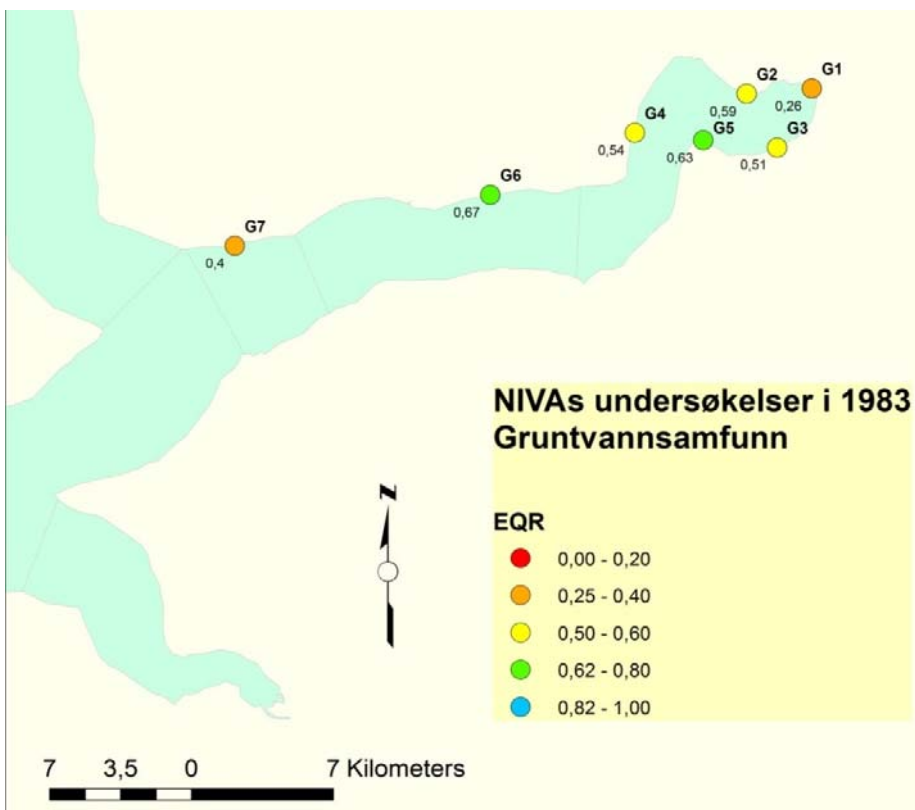 G1
G2
0,26
0,59
G4
G5
G3
0,54
0,63
0,51
G6
0,67
G7
0,4
NIVAs undersøkelser i 1983
Gruntvannsamfunn
EQR
0,00 - 0,20
0,25 - 0,40
0,50 - 0,60
0,62 - 0,80
0,82 - 1,00
N
7 3,5 0 7 Kilometers